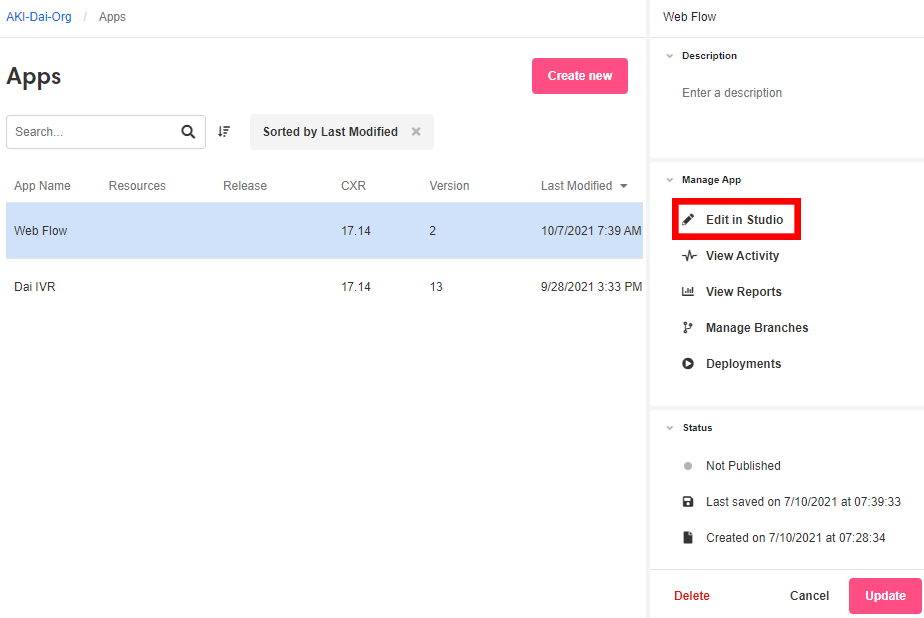 AKI-Dai-Org / Apps
Apps
Create new
Search...
Sorted by Last Modified
App Name Resources Release CXR Version Last Modified
Web Flow 17.14 2 10/7/2021 7:39 AM
Dai IVR 17.14 13 9/28/2021 3:33 PM
Web Flow
Description
Enter a description
Manage App
Edit in Studio
View Activity
View Reports
Manage Branches
Deployments
Status
Not Published
Last saved on 7/10/2021 at 07:39:33
Created on 7/10/2021 at 07:28:34
Delete Cancel Update